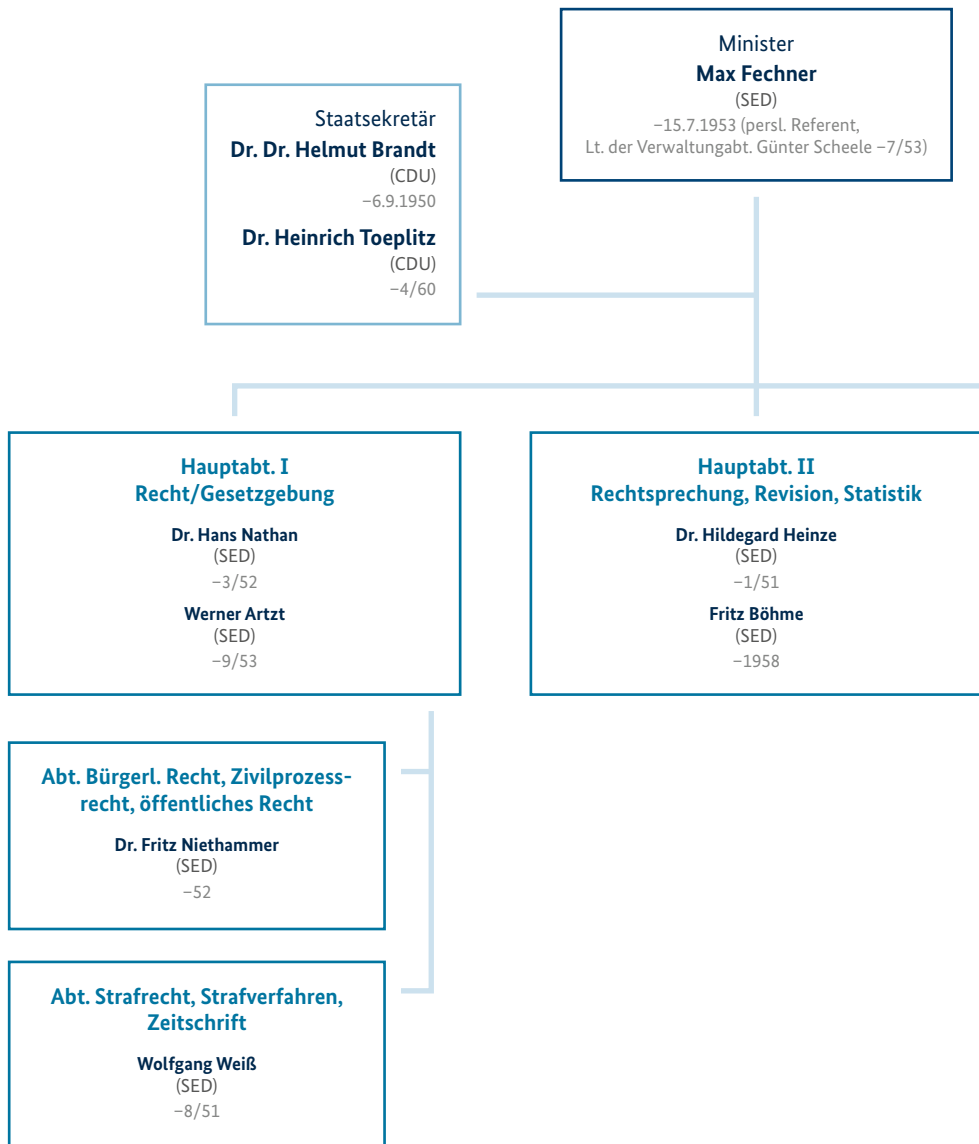 Minister
Max Fechner
(SED)
–15.7.1953 (persl. Referent,
Lt. der Verwaltungabt. Günter Scheele –7/53)
Staatsekretär
Dr. Dr. Helmut Brandt
(CDU)
–6.9.1950
Dr. Heinrich Toeplitz
(CDU)
–4/60
Hauptabt. I
Recht/Gesetzgebung
Dr. Hans Nathan
(SED)
–3/52
Werner Artzt
(SED)
–9/53
Hauptabt. II
Rechtsprechung, Revision, Statistik
Dr. Hildegard Heinze
(SED)
–1/51
Fritz Böhme
(SED)
–1958
Abt. Bürgerl. Recht, Zivilprozess-
recht, öffentliches Recht
Dr. Fritz Niethammer
(SED)
–52
Abt. Strafrecht, Strafverfahren,
Zeitschrift
Wolfgang Weiß
(SED)
–8/51